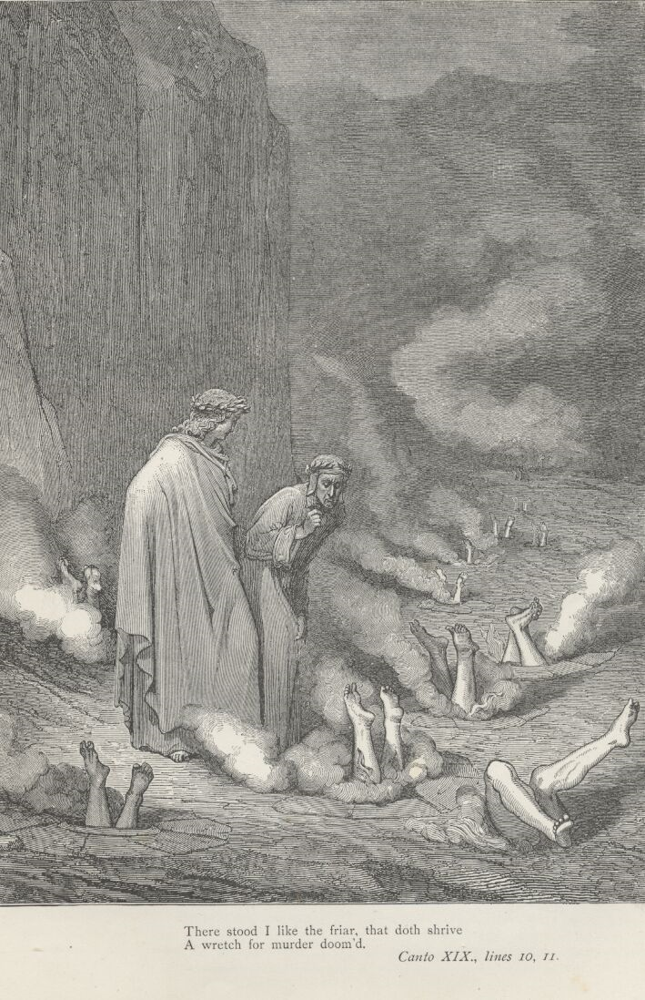 There stood I like the friar, that doth shrive
A wretch for murder doom'd.
Canto XIX., lines 10, 11.